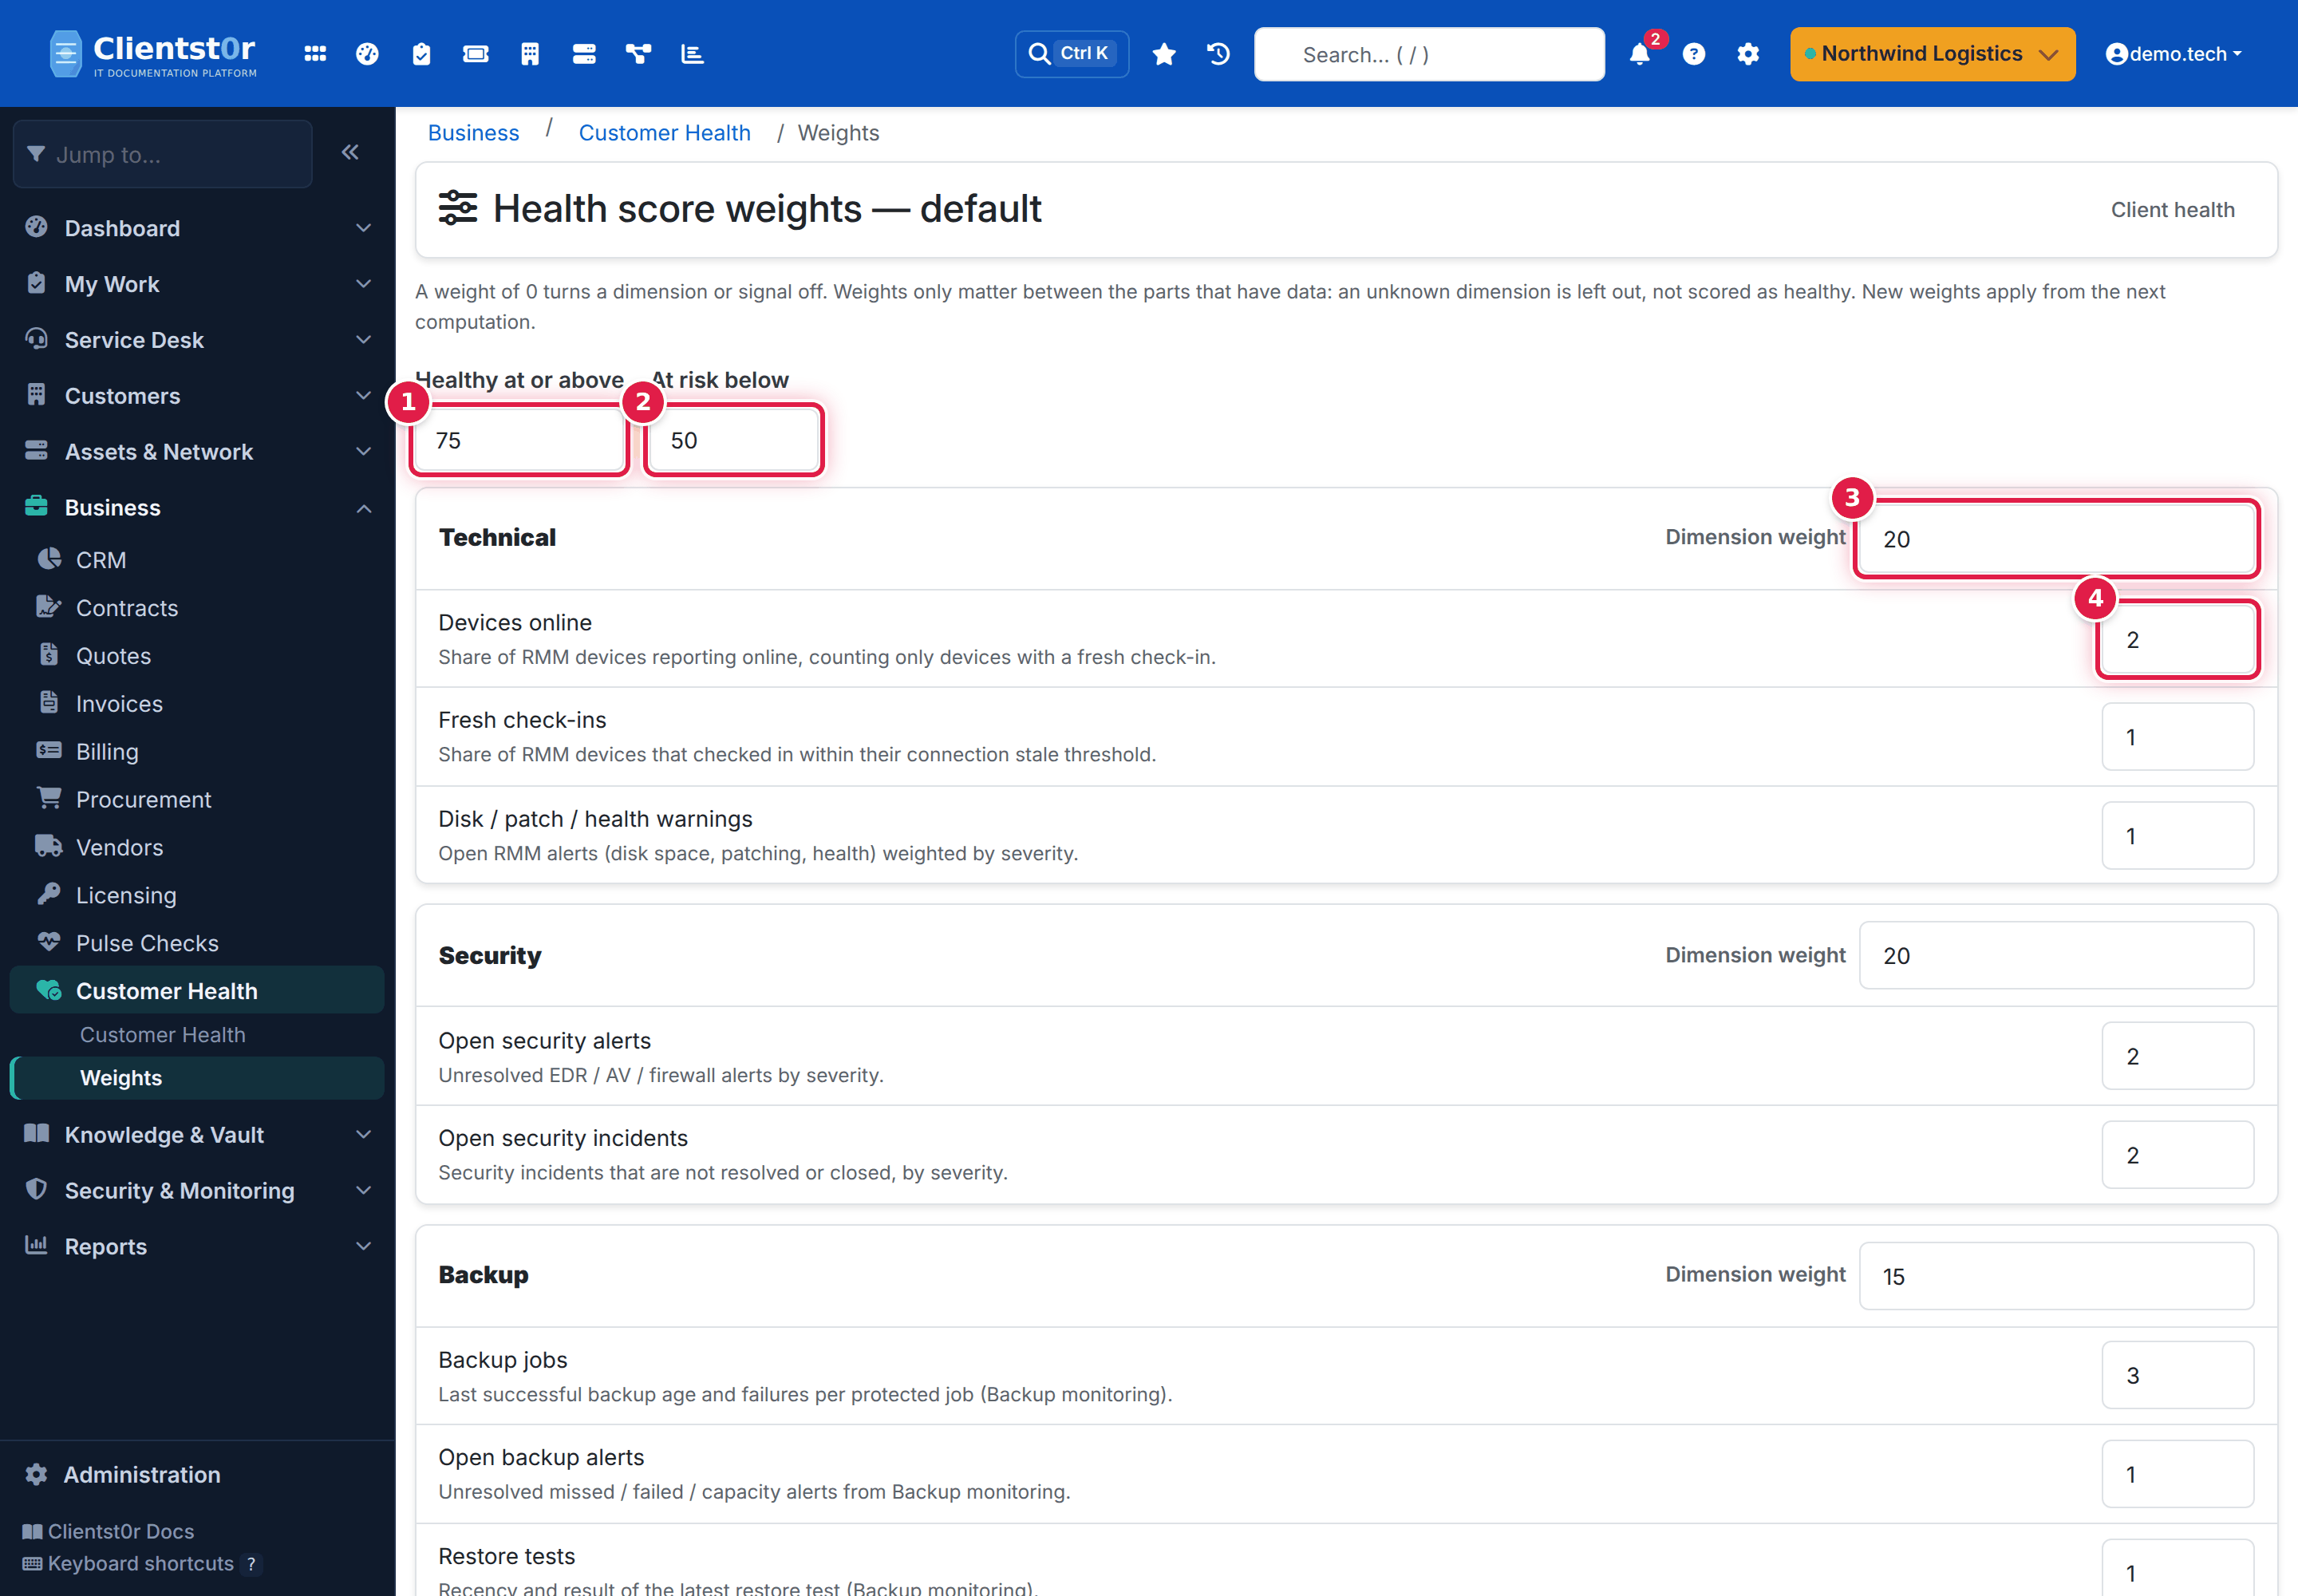 Clientst0r
IT DOCUMENTATION PLATFORM
Ctrl K
Search... ( / )
2
Northwind Logistics
demo.tech
Jump to...
Dashboard
My Work
Service Desk
Customers
Assets & Network
Business
CRM
Contracts
Quotes
Invoices
Billing
Procurement
Vendors
Licensing
Pulse Checks
Customer Health
Customer Health
Weights
Knowledge & Vault
Security & Monitoring
Reports
Administration
Clientst0r Docs
Keyboard shortcuts ?
Business / Customer Health / Weights
Health score weights — default
Client health
A weight of 0 turns a dimension or signal off. Weights only matter between the parts that have data: an unknown dimension is left out, not scored as healthy. New weights apply from the next
computation.
Healthy at or above At risk below
1 2
75 50
3
Technical Dimension weight 20
4
Devices online
Share of RMM devices reporting online, counting only devices with a fresh check-in.
2
Fresh check-ins
Share of RMM devices that checked in within their connection stale threshold.
1
Disk / patch / health warnings
Open RMM alerts (disk space, patching, health) weighted by severity.
1
Security Dimension weight 20
Open security alerts
Unresolved EDR / AV / firewall alerts by severity.
2
Open security incidents
Security incidents that are not resolved or closed, by severity.
2
Backup Dimension weight 15
Backup jobs
Last successful backup age and failures per protected job (Backup monitoring).
3
Open backup alerts
Unresolved missed / failed / capacity alerts from Backup monitoring.
1
Restore tests
Recency and result of the latest restore test (Backup monitoring).
1